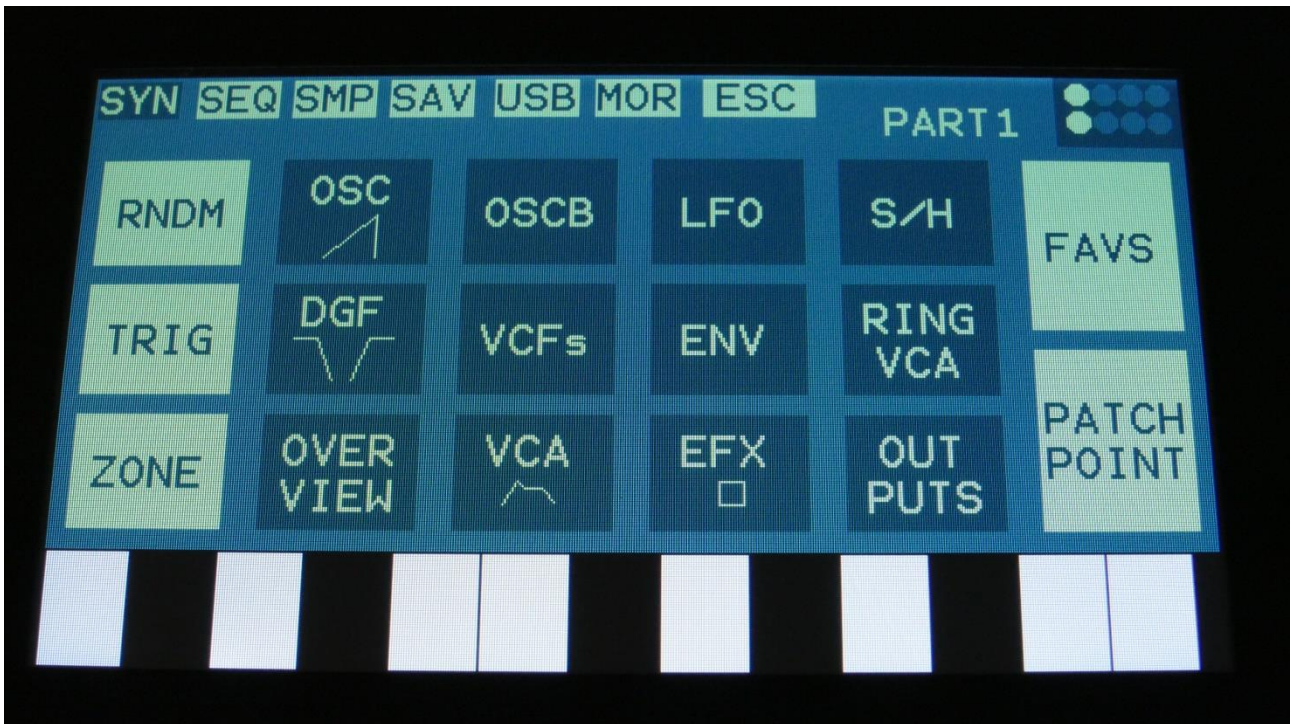 SYN SEQ SMP SAV USB MOR ESC
PART1
RNDM
OSC
OSCB
LFO
S/H
FAVS
TRIG
DGF
VCFs
ENV
RING
VCA
ZONE
OVER
VIEW
VCA
EFX
OUT
PUTS
PATCH
POINT